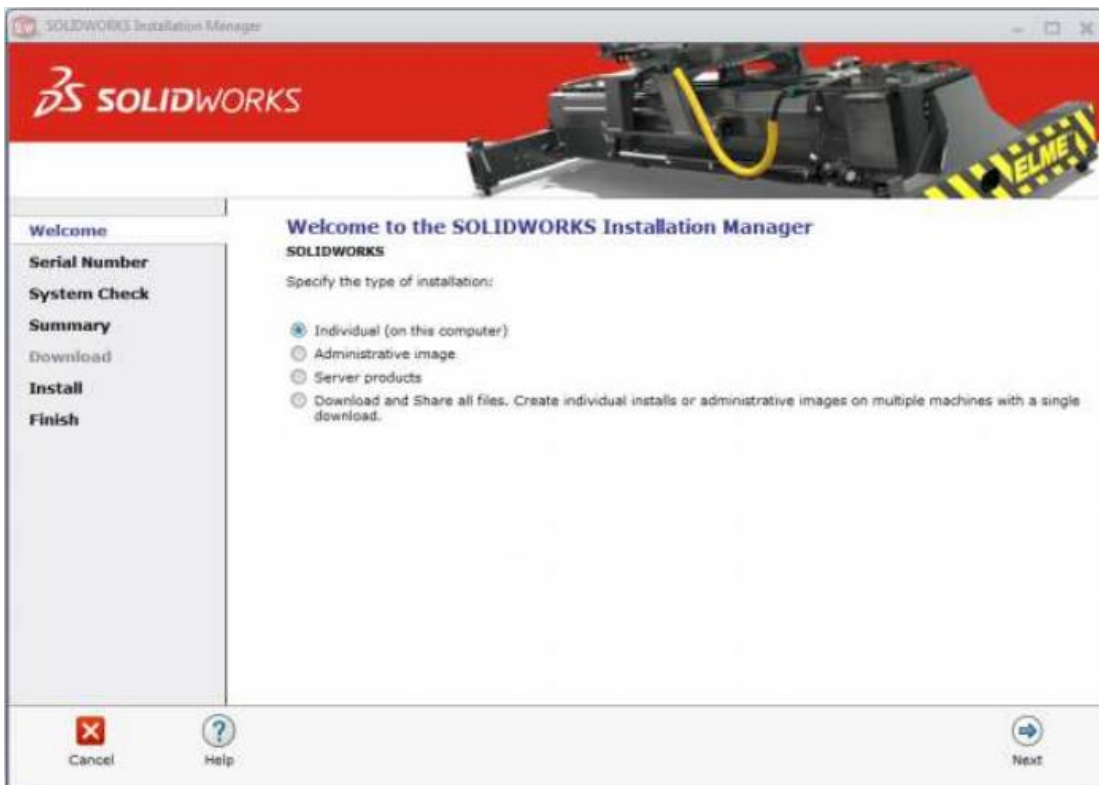 SOLIDWORKS Installation Manager
3S SOLIDWORKS
ELME
Welcome
Serial Number
System Check
Summary
Download
Install
Finish
Welcome to the SOLIDWORKS Installation Manager
SOLIDWORKS
Specify the type of installation:
Individual (on this computer)
Administrative image
Server products
Download and Share all files. Create individual installs or administrative images on multiple machines with a single
download.
Cancel
Help
Next